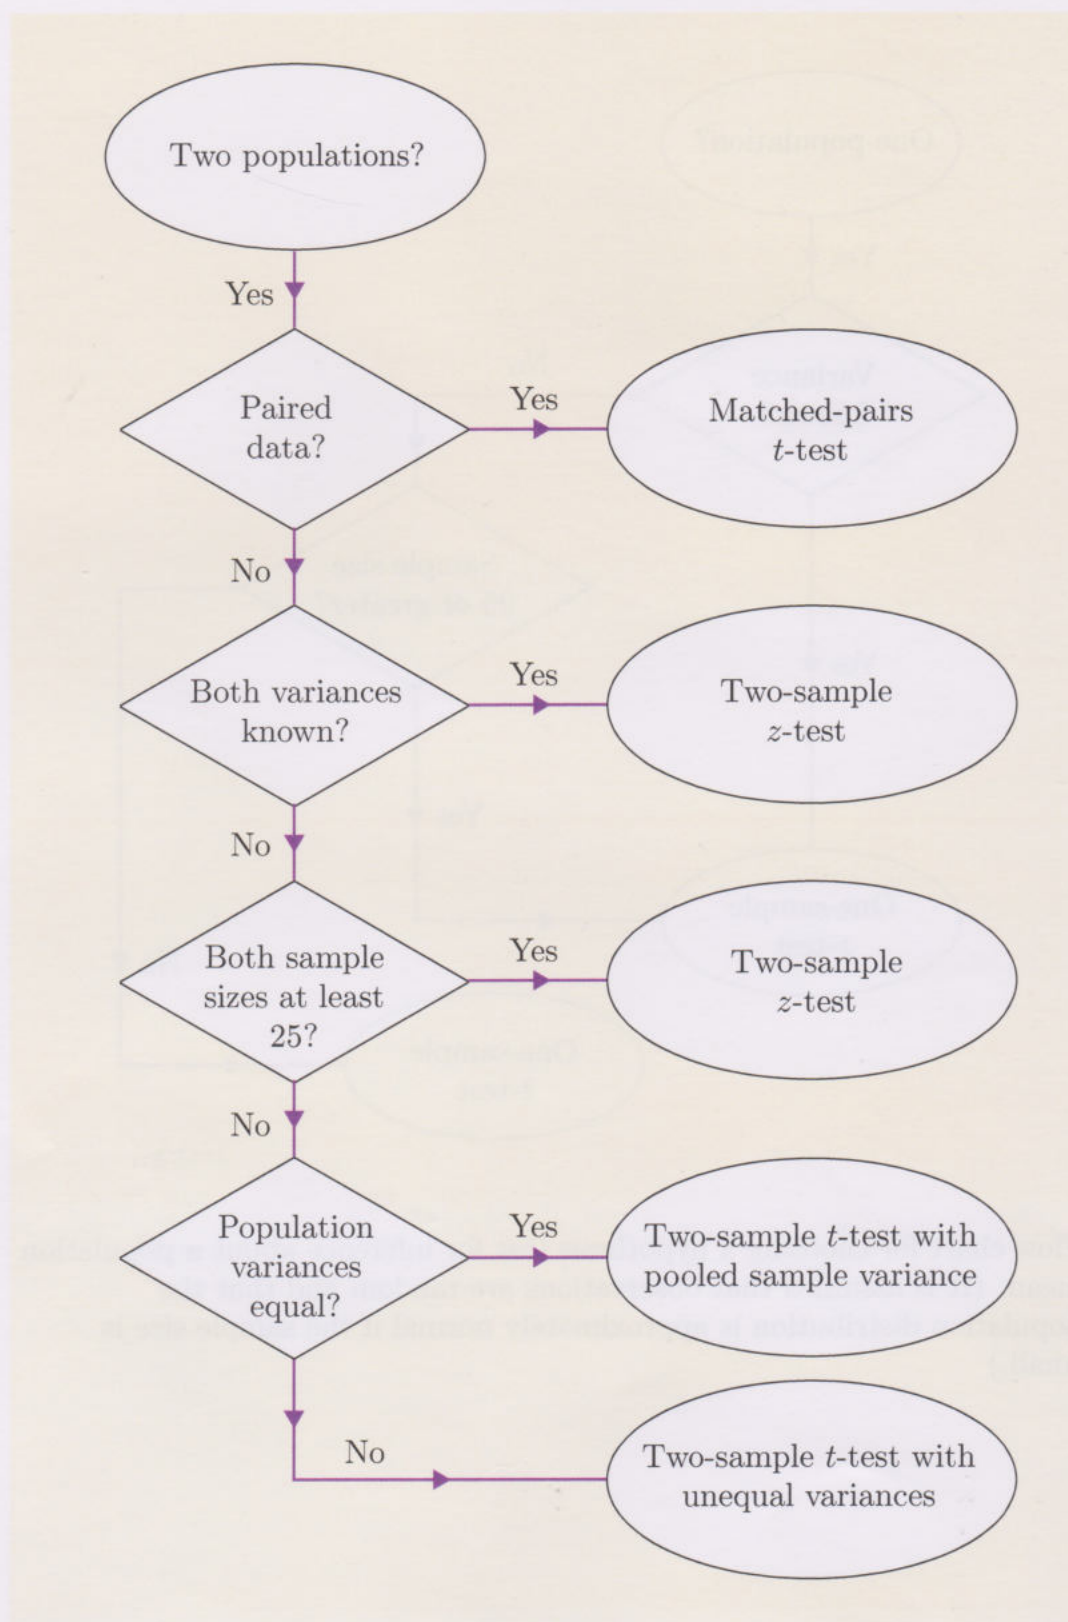 Two populations?
Yes
Paired
data?
Yes
Matched-pairs
t-test
No
Both variances
known?
Yes
Two-sample
z-test
No
Both sample
sizes at least
25?
Yes
Two-sample
z-test
No
Population
variances
equal?
Yes
Two-sample t-test with
pooled sample variance
No
Two-sample t-test with
unequal variances